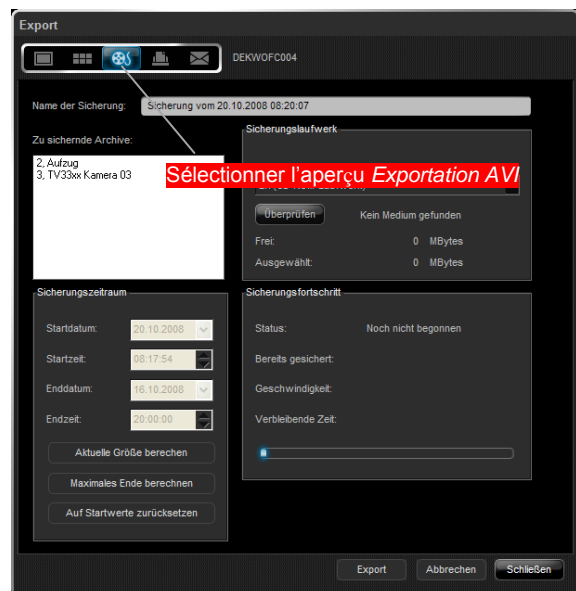 Export
DEKWOFC004
Name der Sicherung: Sicherung vom 20.10.2008 08:20:07
Zu sichernde Archive:
2, Aufzug
3, TV33xx Kamera 03
Sicherungslaufwerk
Sélectionner l'aperçu Exportation AVI
Überprüfen Kein Medium gefunden
Frei: 0 MBytes
Ausgewählt: 0 MBytes
Sicherungszeitraum
Startdatum: 20.10.2008
Startzeit: 08:17:54
Enddatum: 16.10.2008
Endzeit: 20:00:00
Aktuelle Größe berechen
Maximales Ende berechnen
Auf Startwerte zurücksetzen
Sicherungsfortschritt
Status: Noch nicht begonnen
Bereits gesichert:
Geschwindigkeit:
Verbleibende Zeit:
Export Abbrechen Schließen